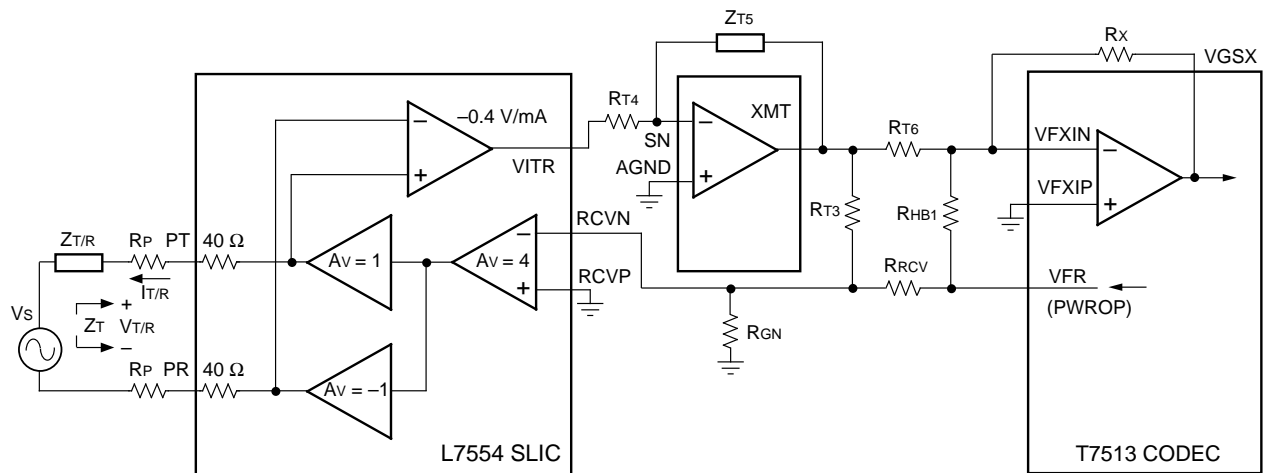 ZT5
RX
VGSX
–0.4 V/mA
RT4
XMT
RT6
SN
VITR
VFXIN
AGND
VFXIP
RT3
RHB1
ZT/R
RP PT 40 Ω
AV = 1
AV = 4
RCVN
RCVP
RRCV
VFR
(PWROP)
IT/R
VS
ZT
VT/R
RGN
RP PR 40 Ω
AV = –1
L7554 SLIC
T7513 CODEC